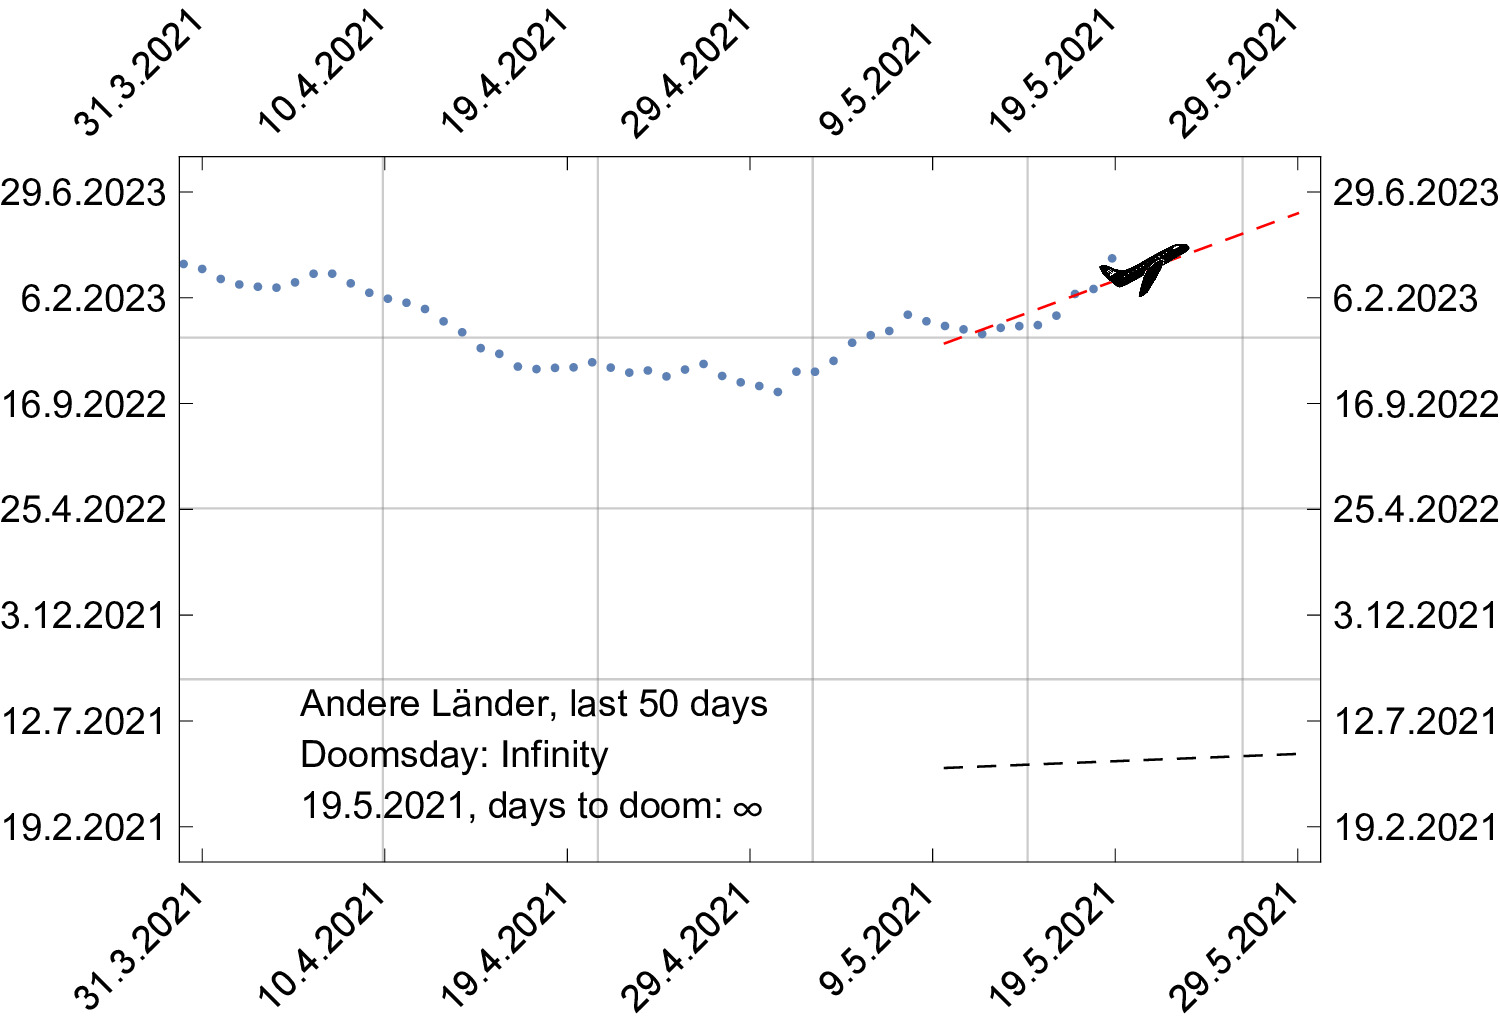 31.3.2021 10.4.2021 19.4.2021 29.4.2021 9.5.2021 19.5.2021 29.5.2021
29.6.2023 29.6.2023
6.2.2023 6.2.2023
16.9.2022 16.9.2022
25.4.2022 25.4.2022
3.12.2021 3.12.2021
Andere Länder, last 50 days
12.7.2021 12.7.2021
Doomsday: Infinity
19.5.2021, days to doom: ∞
19.2.2021 19.2.2021
31.3.2021 10.4.2021 19.4.2021 29.4.2021 9.5.2021 19.5.2021 29.5.2021